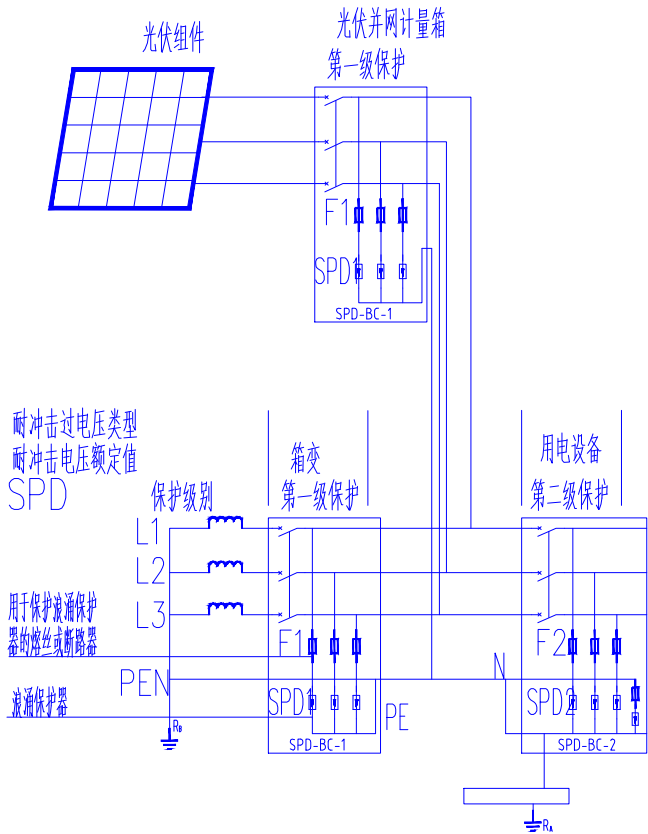 光伏组件
光伏并网计量箱
第一级保护
F1
SPD1
SPD-BC-1
耐冲击过电压类型
耐冲击电压额定值
SPD
保护级别
箱变
第一级保护
用电设备
第二级保护
L1
L2
L3
用于保护浪涌保护
器的熔丝或断路器
F1
F2
PEN
N
浪涌保护器
SPD1
PE
SPD2
RB
SPD-BC-1
SPD-BC-2
RA